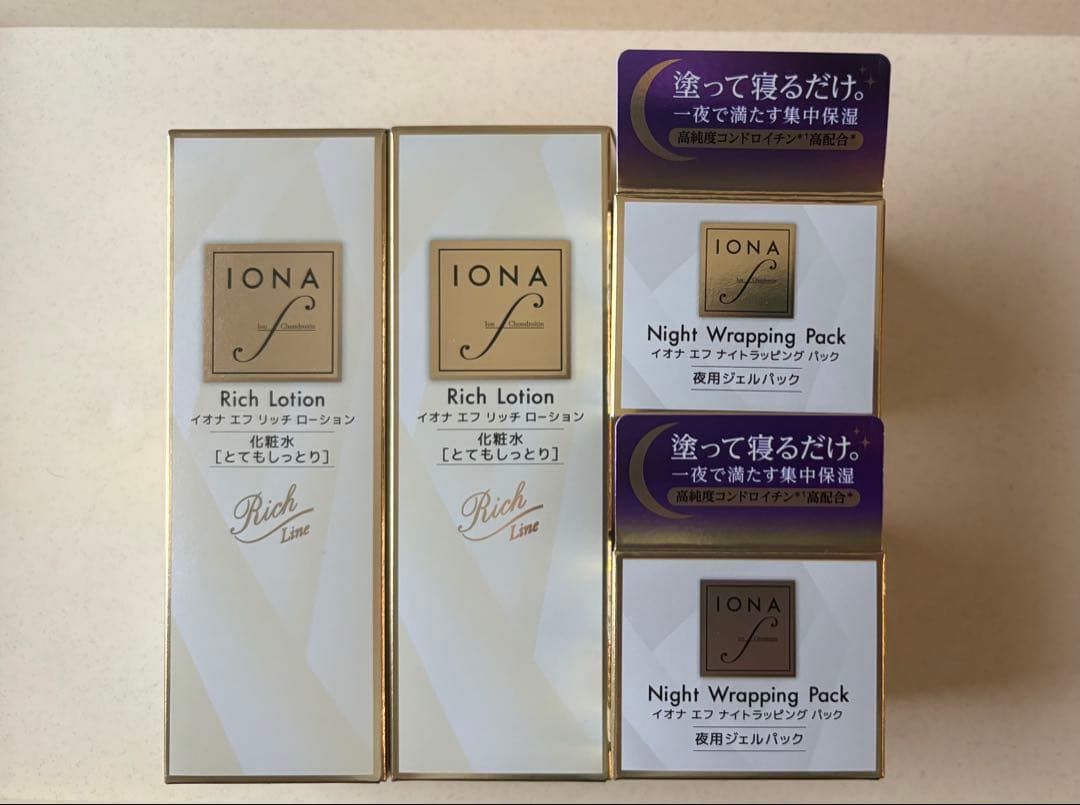 IONA
f
Ion Chondroitin
Rich Lotion
イオナ エフ リッチ ローション
化粧水
[とてもしっとり]
Rich
Line
IONA
f
Ion Chondroitin
Rich Lotion
イオナ エフ リッチ ローション
化粧水
[とてもしっとり]
Rich
Line
塗って寝るだけ。
一夜で満たす集中保湿
高純度コンドロイチン*¹高配合*
IONA
f
Ion Chondroitin
Night Wrapping Pack
イオナ エフ ナイトラッピング パック
夜用ジェルパック
塗って寝るだけ。
一夜で満たす集中保湿
高純度コンドロイチン*¹高配合*
IONA
f
Ion Chondroitin
Night Wrapping Pack
イオナ エフ ナイトラッピング パック
夜用ジェルパック